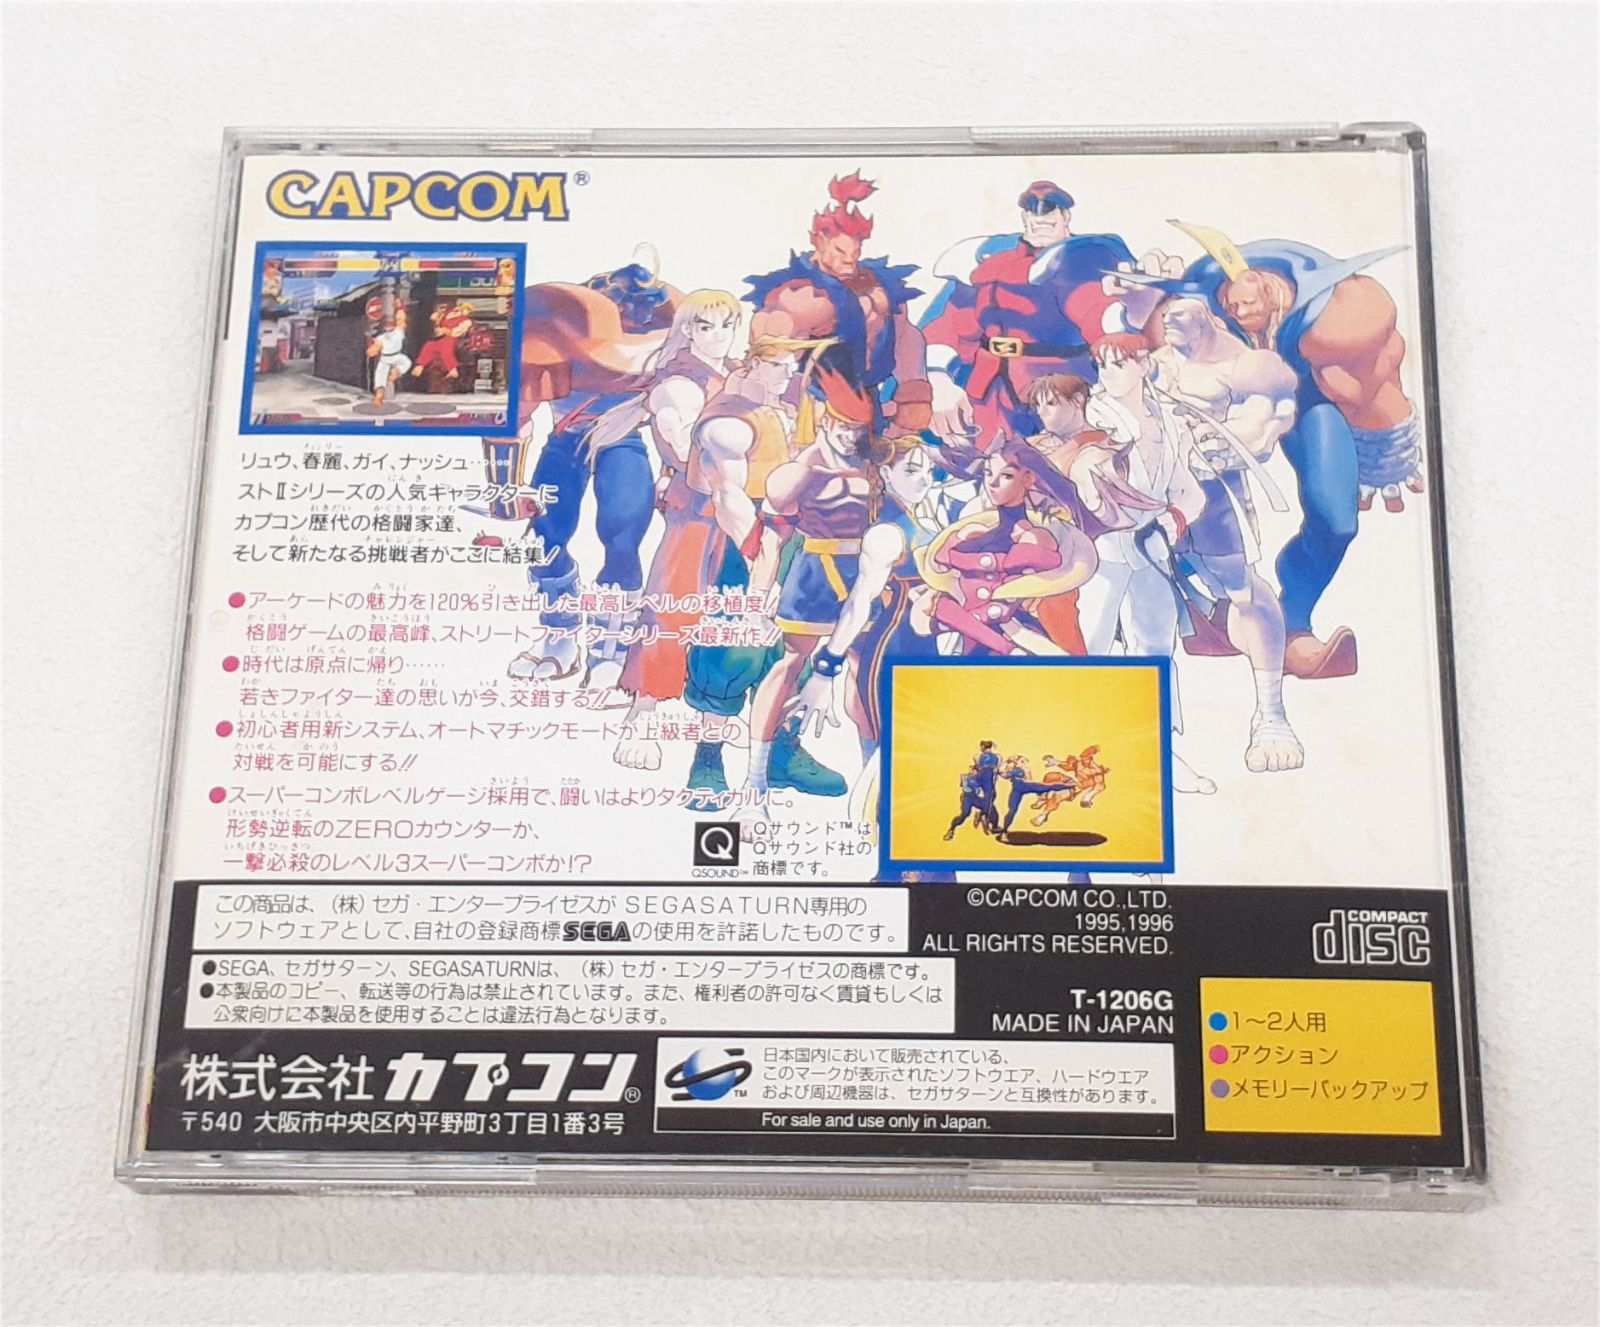 CAPCOM®
リュウ、春麗、ガイ、ナッシュ……
ストⅡシリーズの人気キャラクターに
カプコン歴代の格闘家達、
そして新たなる挑戦者がここに結集!
●アーケードの魅力を120%引き出した最高レベルの移植度!!
格闘ゲームの最高峰、ストリートファイターシリーズ最新作!!
●時代は原点に帰り……
若きファイター達の思いが今、交錯する!!
●初心者用新システム、オートマチックモードが上級者との
対戦を可能にする!!
●スーパーコンボレベルゲージ採用で、闘いはよりタクティカルに。
形勢逆転のZEROカウンターか、
一撃必殺のレベル3スーパーコンボか!?
Q
QSOUND™
Qサウンド™は
Qサウンド社の
商標です。
この商品は、(株)セガ・エンタープライゼスがSEGASATURN専用の
ソフトウェアとして、自社の登録商標SEGAの使用を許諾したものです。
●SEGA、セガサターン、SEGASATURNは、(株)セガ・エンタープライゼスの商標です。
●本製品のコピー、転送等の行為は禁止されています。また、権利者の許可なく賃貸もしくは
公衆向けに本製品を使用することは違法行為となります。
©CAPCOM CO.,LTD.
1995,1996
ALL RIGHTS RESERVED.
COMPACT
disc
T-1206G
MADE IN JAPAN
●1～2人用
●アクション
●メモリーバックアップ
株式会社カプコン®
〒540 大阪市中央区内平野町3丁目1番3号
™
日本国内において販売されている、
このマークが表示されたソフトウエア、ハードウエア
および周辺機器は、セガサターンと互換性があります。
For sale and use only in Japan.